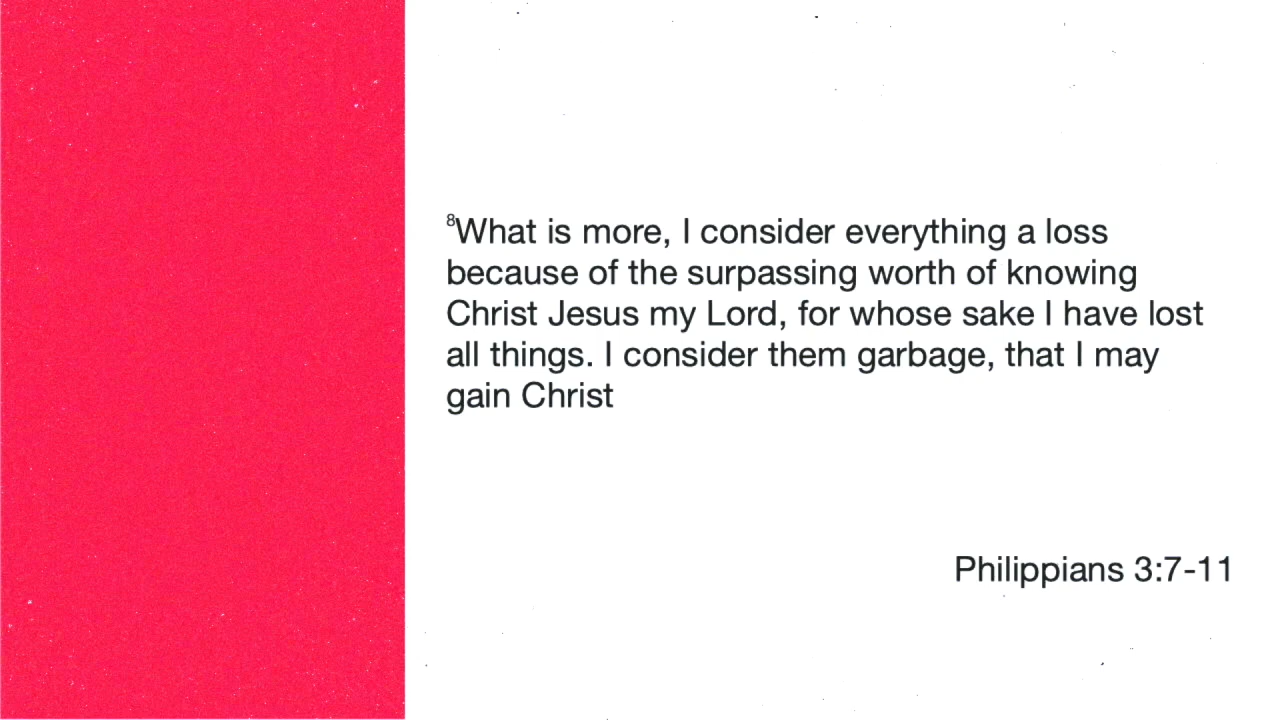 ⁸What is more, I consider everything a loss
because of the surpassing worth of knowing
Christ Jesus my Lord, for whose sake I have lost
all things. I consider them garbage, that I may
gain Christ
Philippians 3:7-11